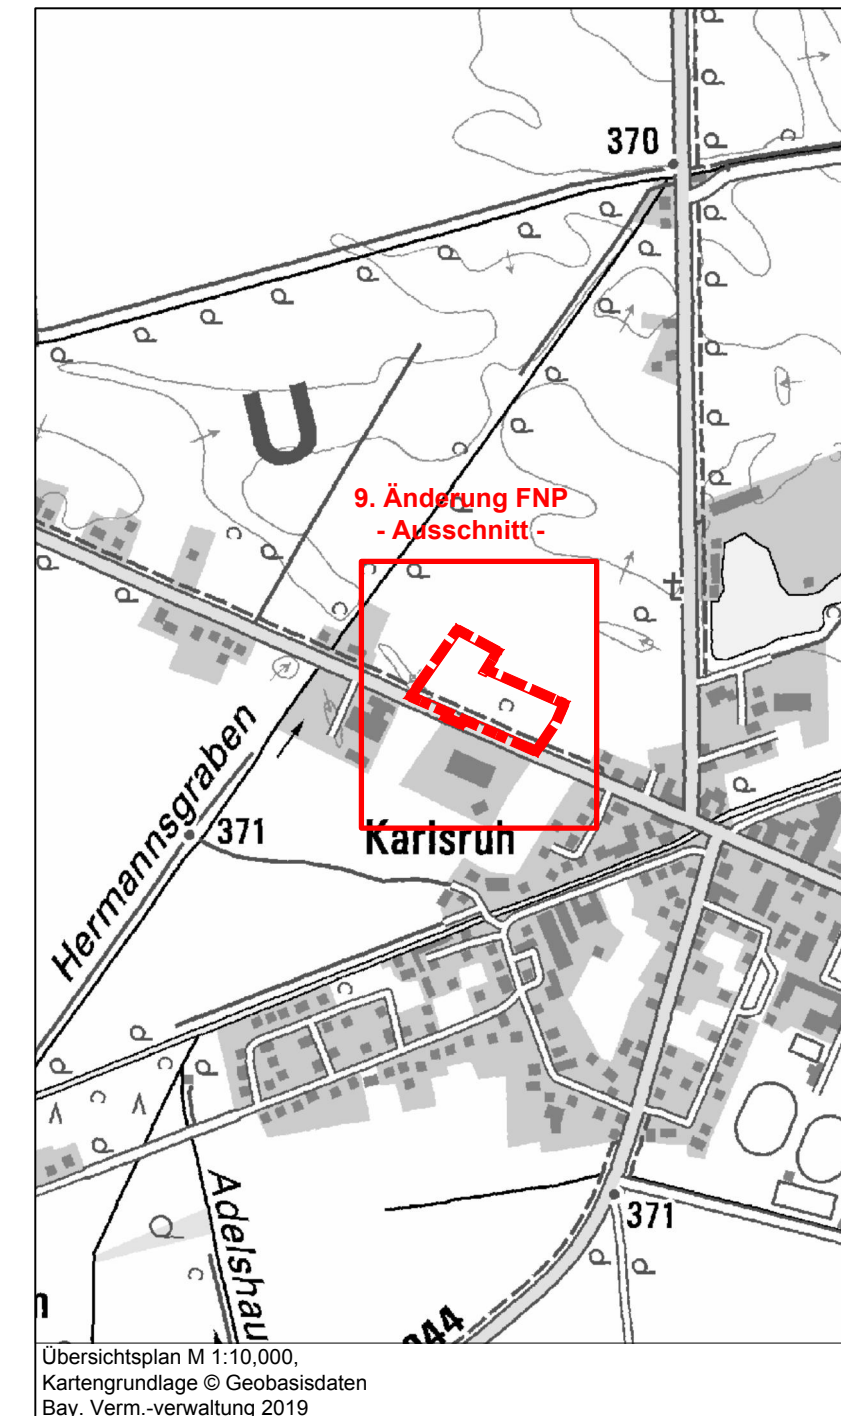 370
U
9. Änderung FNP
- Ausschnitt -
Hermannsgraben
371
Karlsruh
Adelshau
371
Übersichtsplan M 1:10,000,
Kartengrundlage © Geobasisdaten
Bay. Verm.-verwaltung 2019